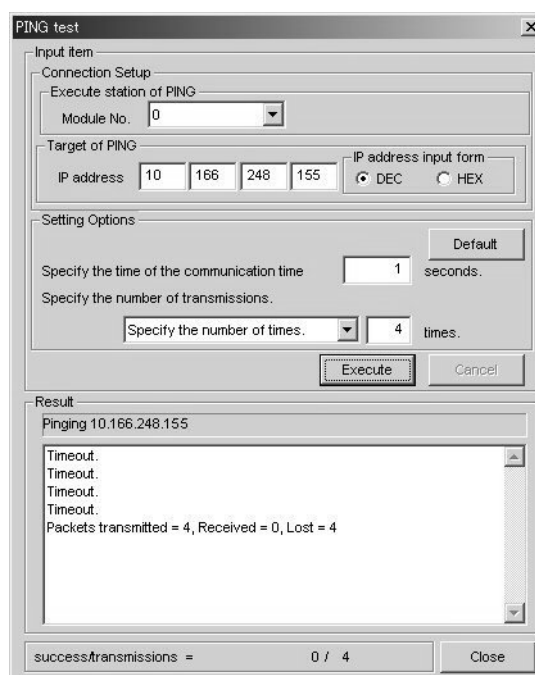 PING test
Input item
Connection Setup
Execute station of PING
Module No. 0
Target of PING
IP address input form
IP address 10 166 248 155 DEC HEX
Setting Options
Default
Specify the time of the communication time 1 seconds.
Specify the number of transmissions.
Specify the number of times. 4 times.
Execute Cancel
Result
Pinging 10.166.248.155
Timeout.
Timeout.
Timeout.
Timeout.
Packets transmitted = 4, Received = 0, Lost = 4
success/transmissions = 0 / 4 Close